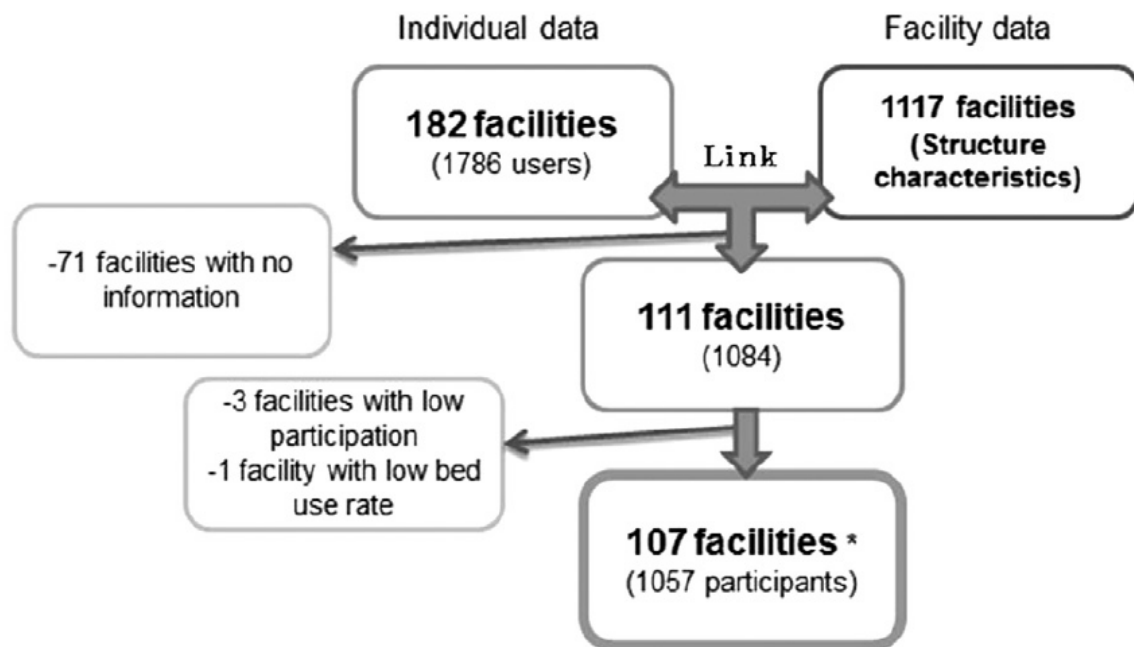 Individual data
Facility data
182 facilities
(1786 users)
Link
1117 facilities
(Structure
characteristics)
-71 facilities with no
information
111 facilities
(1084)
-3 facilities with low
participation
-1 facility with low bed
use rate
107 facilities *
(1057 participants)